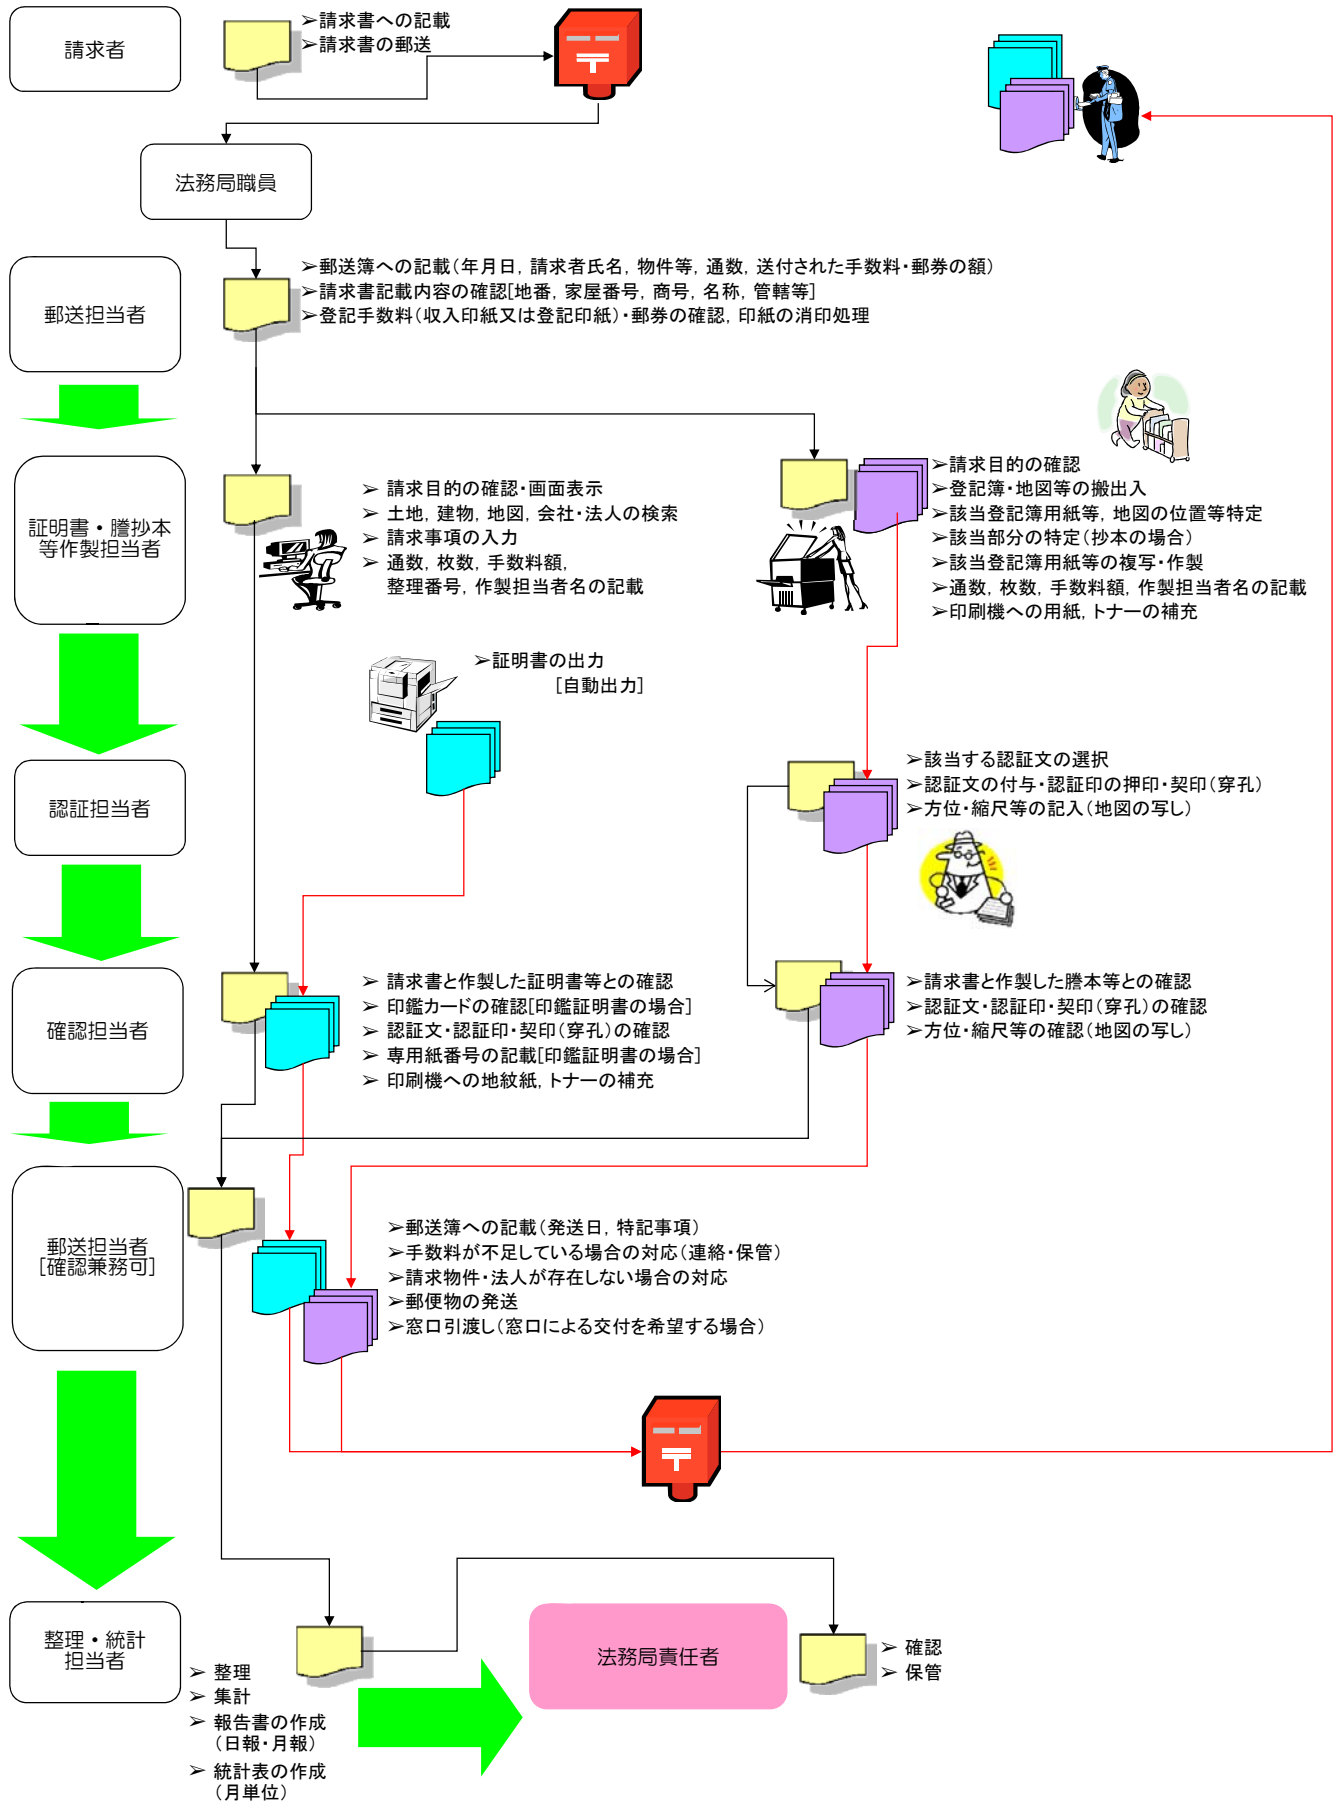 請求者
➢請求書への記載
➢請求書の郵送
法務局職員
郵送担当者
➢郵送簿への記載（年月日，請求者氏名，物件等，通数，送付された手数料・郵券の額）
➢請求書記載内容の確認[地番，家屋番号，商号，名称，管轄等]
➢登記手数料（収入印紙又は登記印紙）・郵券の確認，印紙の消印処理
証明書・謄抄本
等作製担当者
➢ 請求目的の確認・画面表示
➢ 土地，建物，地図，会社・法人の検索
➢ 請求事項の入力
➢ 通数，枚数，手数料額，
整理番号，作製担当者名の記載
➢請求目的の確認
➢登記簿・地図等の搬出入
➢該当登記簿用紙等，地図の位置等特定
➢該当部分の特定（抄本の場合）
➢該当登記簿用紙等の複写・作製
➢通数，枚数，手数料額，作製担当者名の記載
➢印刷機への用紙，トナーの補充
➢証明書の出力
[自動出力]
認証担当者
➢該当する認証文の選択
➢認証文の付与・認証印の押印・契印（穿孔）
➢方位・縮尺等の記入（地図の写し）
確認担当者
➢ 請求書と作製した証明書等との確認
➢ 印鑑カードの確認[印鑑証明書の場合]
➢ 認証文・認証印・契印（穿孔）の確認
➢ 専用紙番号の記載[印鑑証明書の場合]
➢ 印刷機への地紋紙，トナーの補充
➢請求書と作製した謄本等との確認
➢認証文・認証印・契印（穿孔）の確認
➢方位・縮尺等の確認（地図の写し）
郵送担当者
[確認兼務可]
➢郵送簿への記載（発送日，特記事項）
➢手数料が不足している場合の対応（連絡・保管）
➢請求物件・法人が存在しない場合の対応
➢郵便物の発送
➢窓口引渡し（窓口による交付を希望する場合）
整理・統計
担当者
➢ 整理
➢ 集計
➢ 報告書の作成
（日報・月報）
➢ 統計表の作成
（月単位）
法務局責任者
➢ 確認
➢ 保管